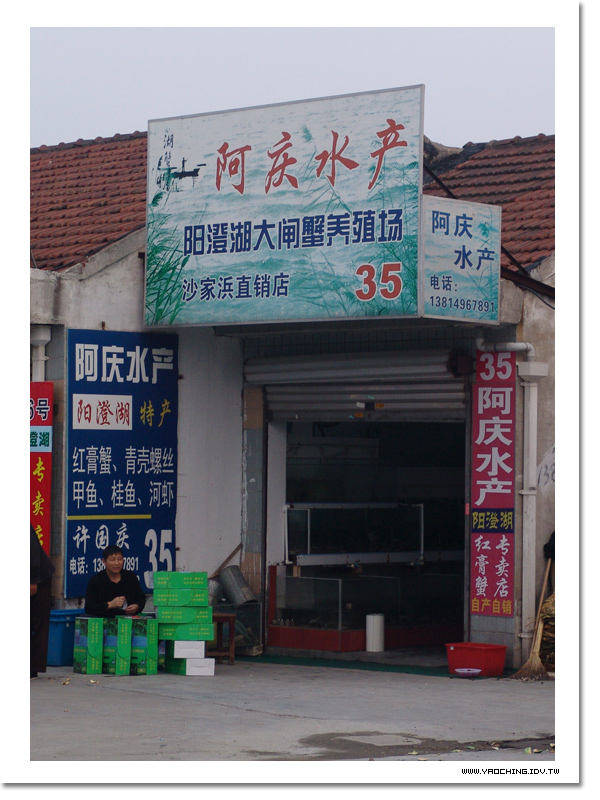 湖蟹
阿庆水产
阳澄湖大闸蟹养殖场
沙家浜直销店
35
阿庆
水产
电话:
13814967891
阿庆水产
阳澄湖 特产
红膏蟹、青壳螺丝
甲鱼、桂鱼、河虾
许国庆
35
6号
澄湖
专卖
35
阿庆水产
阳澄湖
红膏蟹
专卖店
自产自销
WWW.YAOCHING.IDV.TW